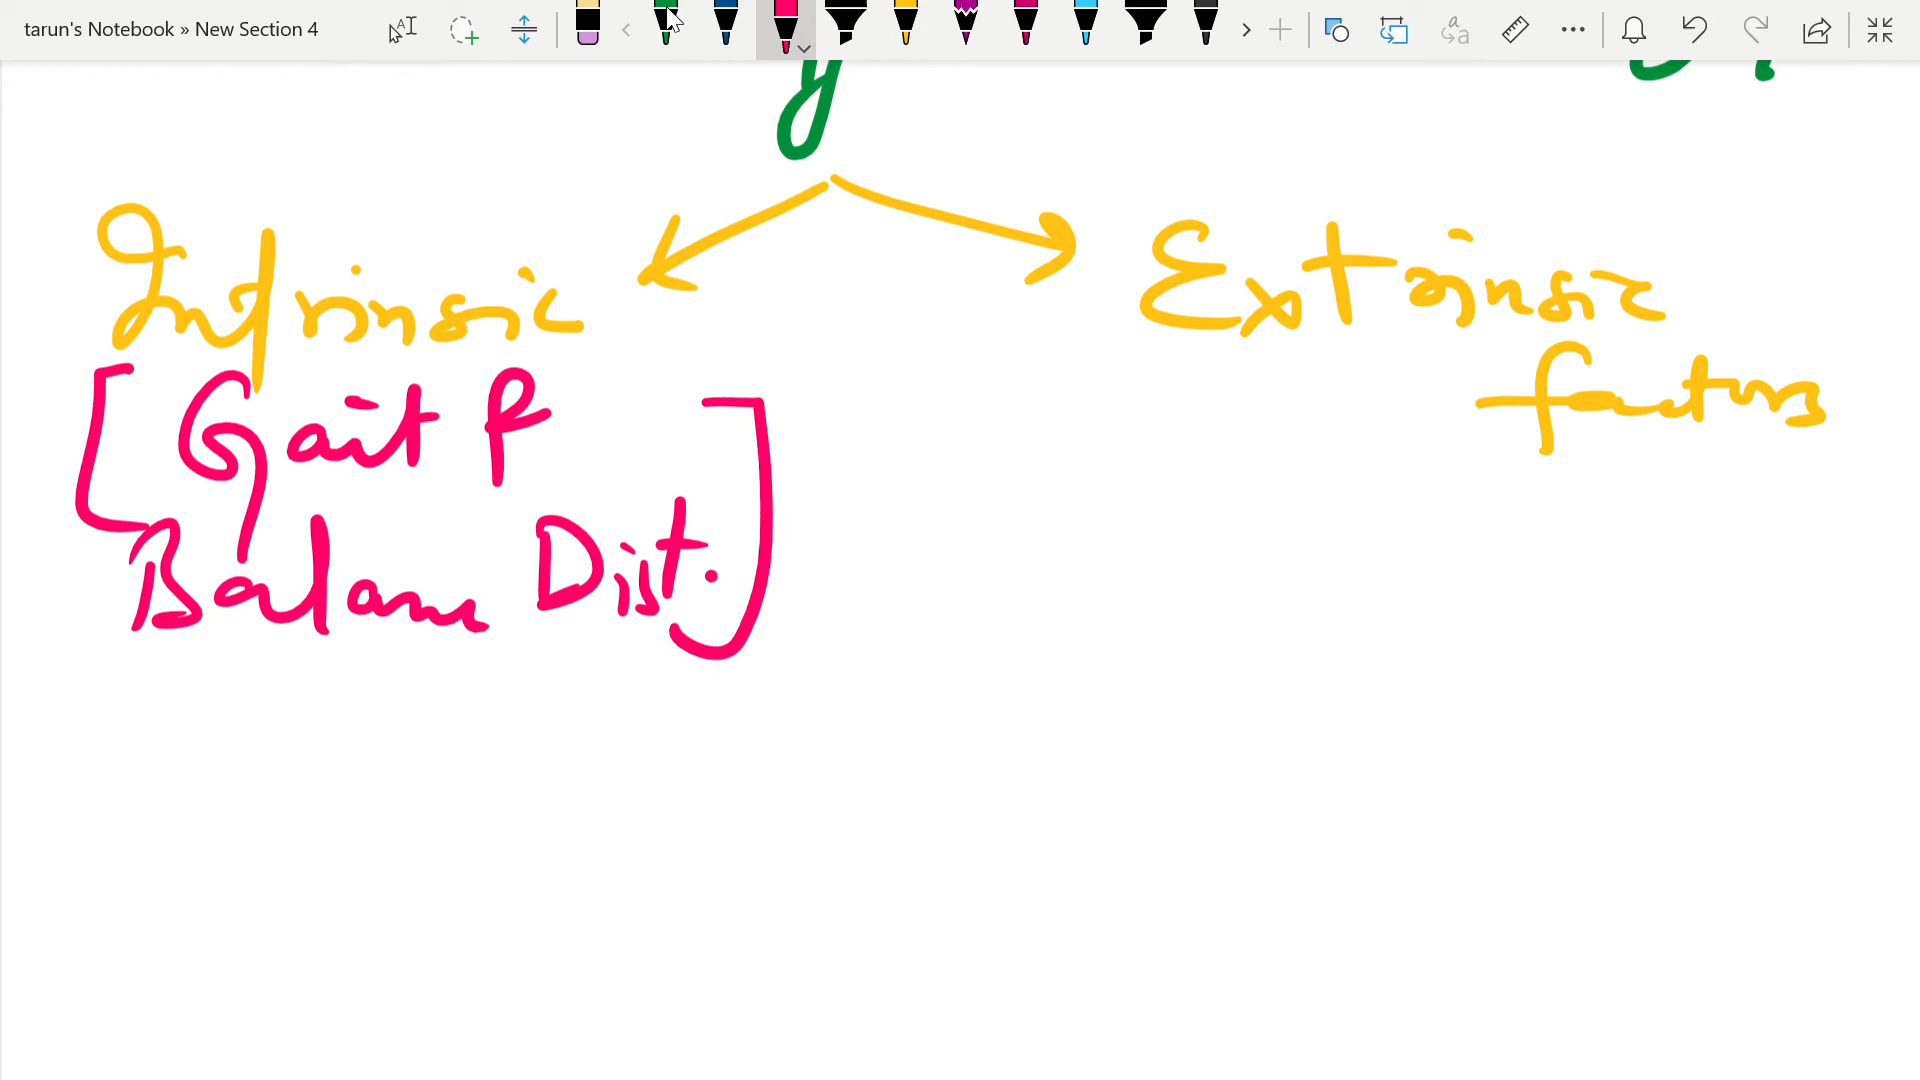 tarun's Notebook » New Section 4
Intrinsic
Extrinsic
factors
[Gait &
Balance Dist.]